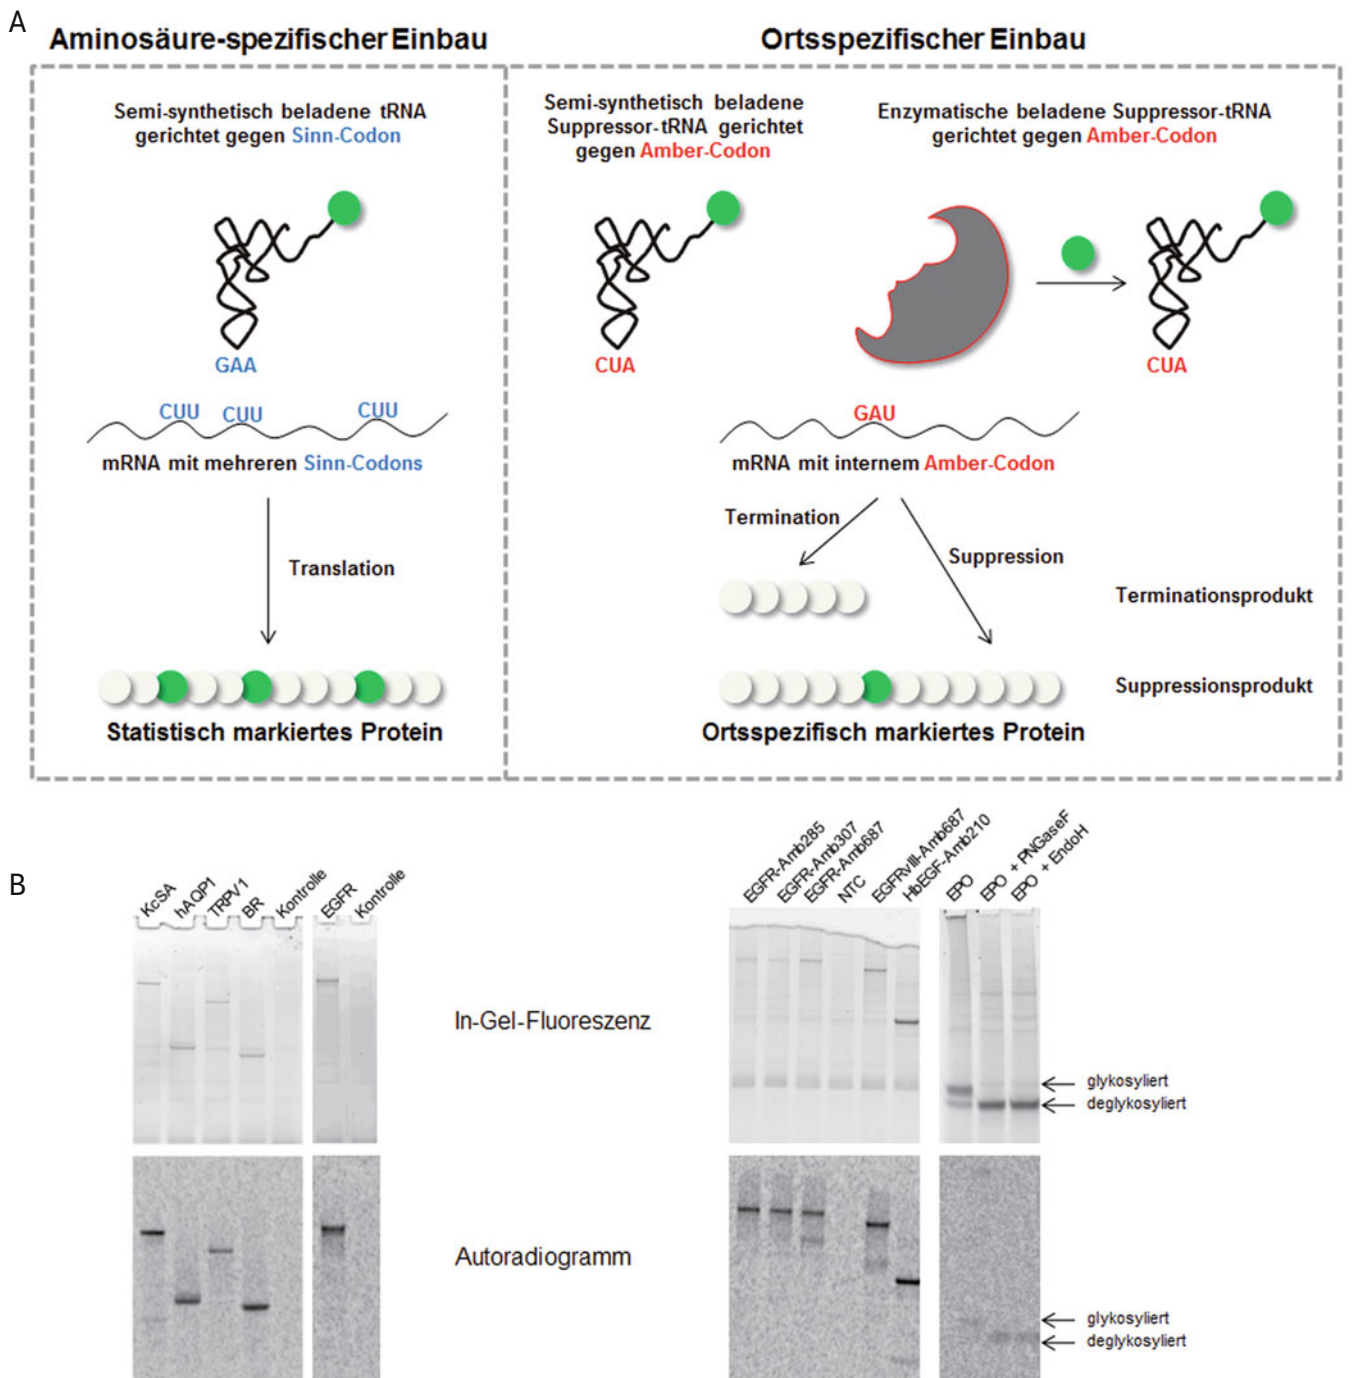 A
Aminosäure-spezifischer Einbau
Semi-synthetisch beladene tRNA
gerichtet gegen Sinn-Codon
GAA
CUU CUU CUU
mRNA mit mehreren Sinn-Codons
Translation
Statistisch markiertes Protein
Ortsspezifischer Einbau
Semi-synthetisch beladene
Suppressor-tRNA gerichtet
gegen Amber-Codon
Enzymatische beladene Suppressor-tRNA
gerichtet gegen Amber-Codon
CUA
CUA
GAU
mRNA mit internem Amber-Codon
Termination
Suppression
Terminationsprodukt
Suppressionsprodukt
Ortsspezifisch markiertes Protein
B
KcSA
hAQP1
TRPV1
BR
Kontrolle
EGFR
Kontrolle
In-Gel-Fluoreszenz
EGFR-Amb285
EGFR-Amb307
EGFR-Amb687
NTC
EGFRvIII-Amb687
HbEGF-Amb210
EPO
EPO + PNGaseF
EPO + EndoH
glykosyliert
deglykosyliert
Autoradiogramm
glykosyliert
deglykosyliert